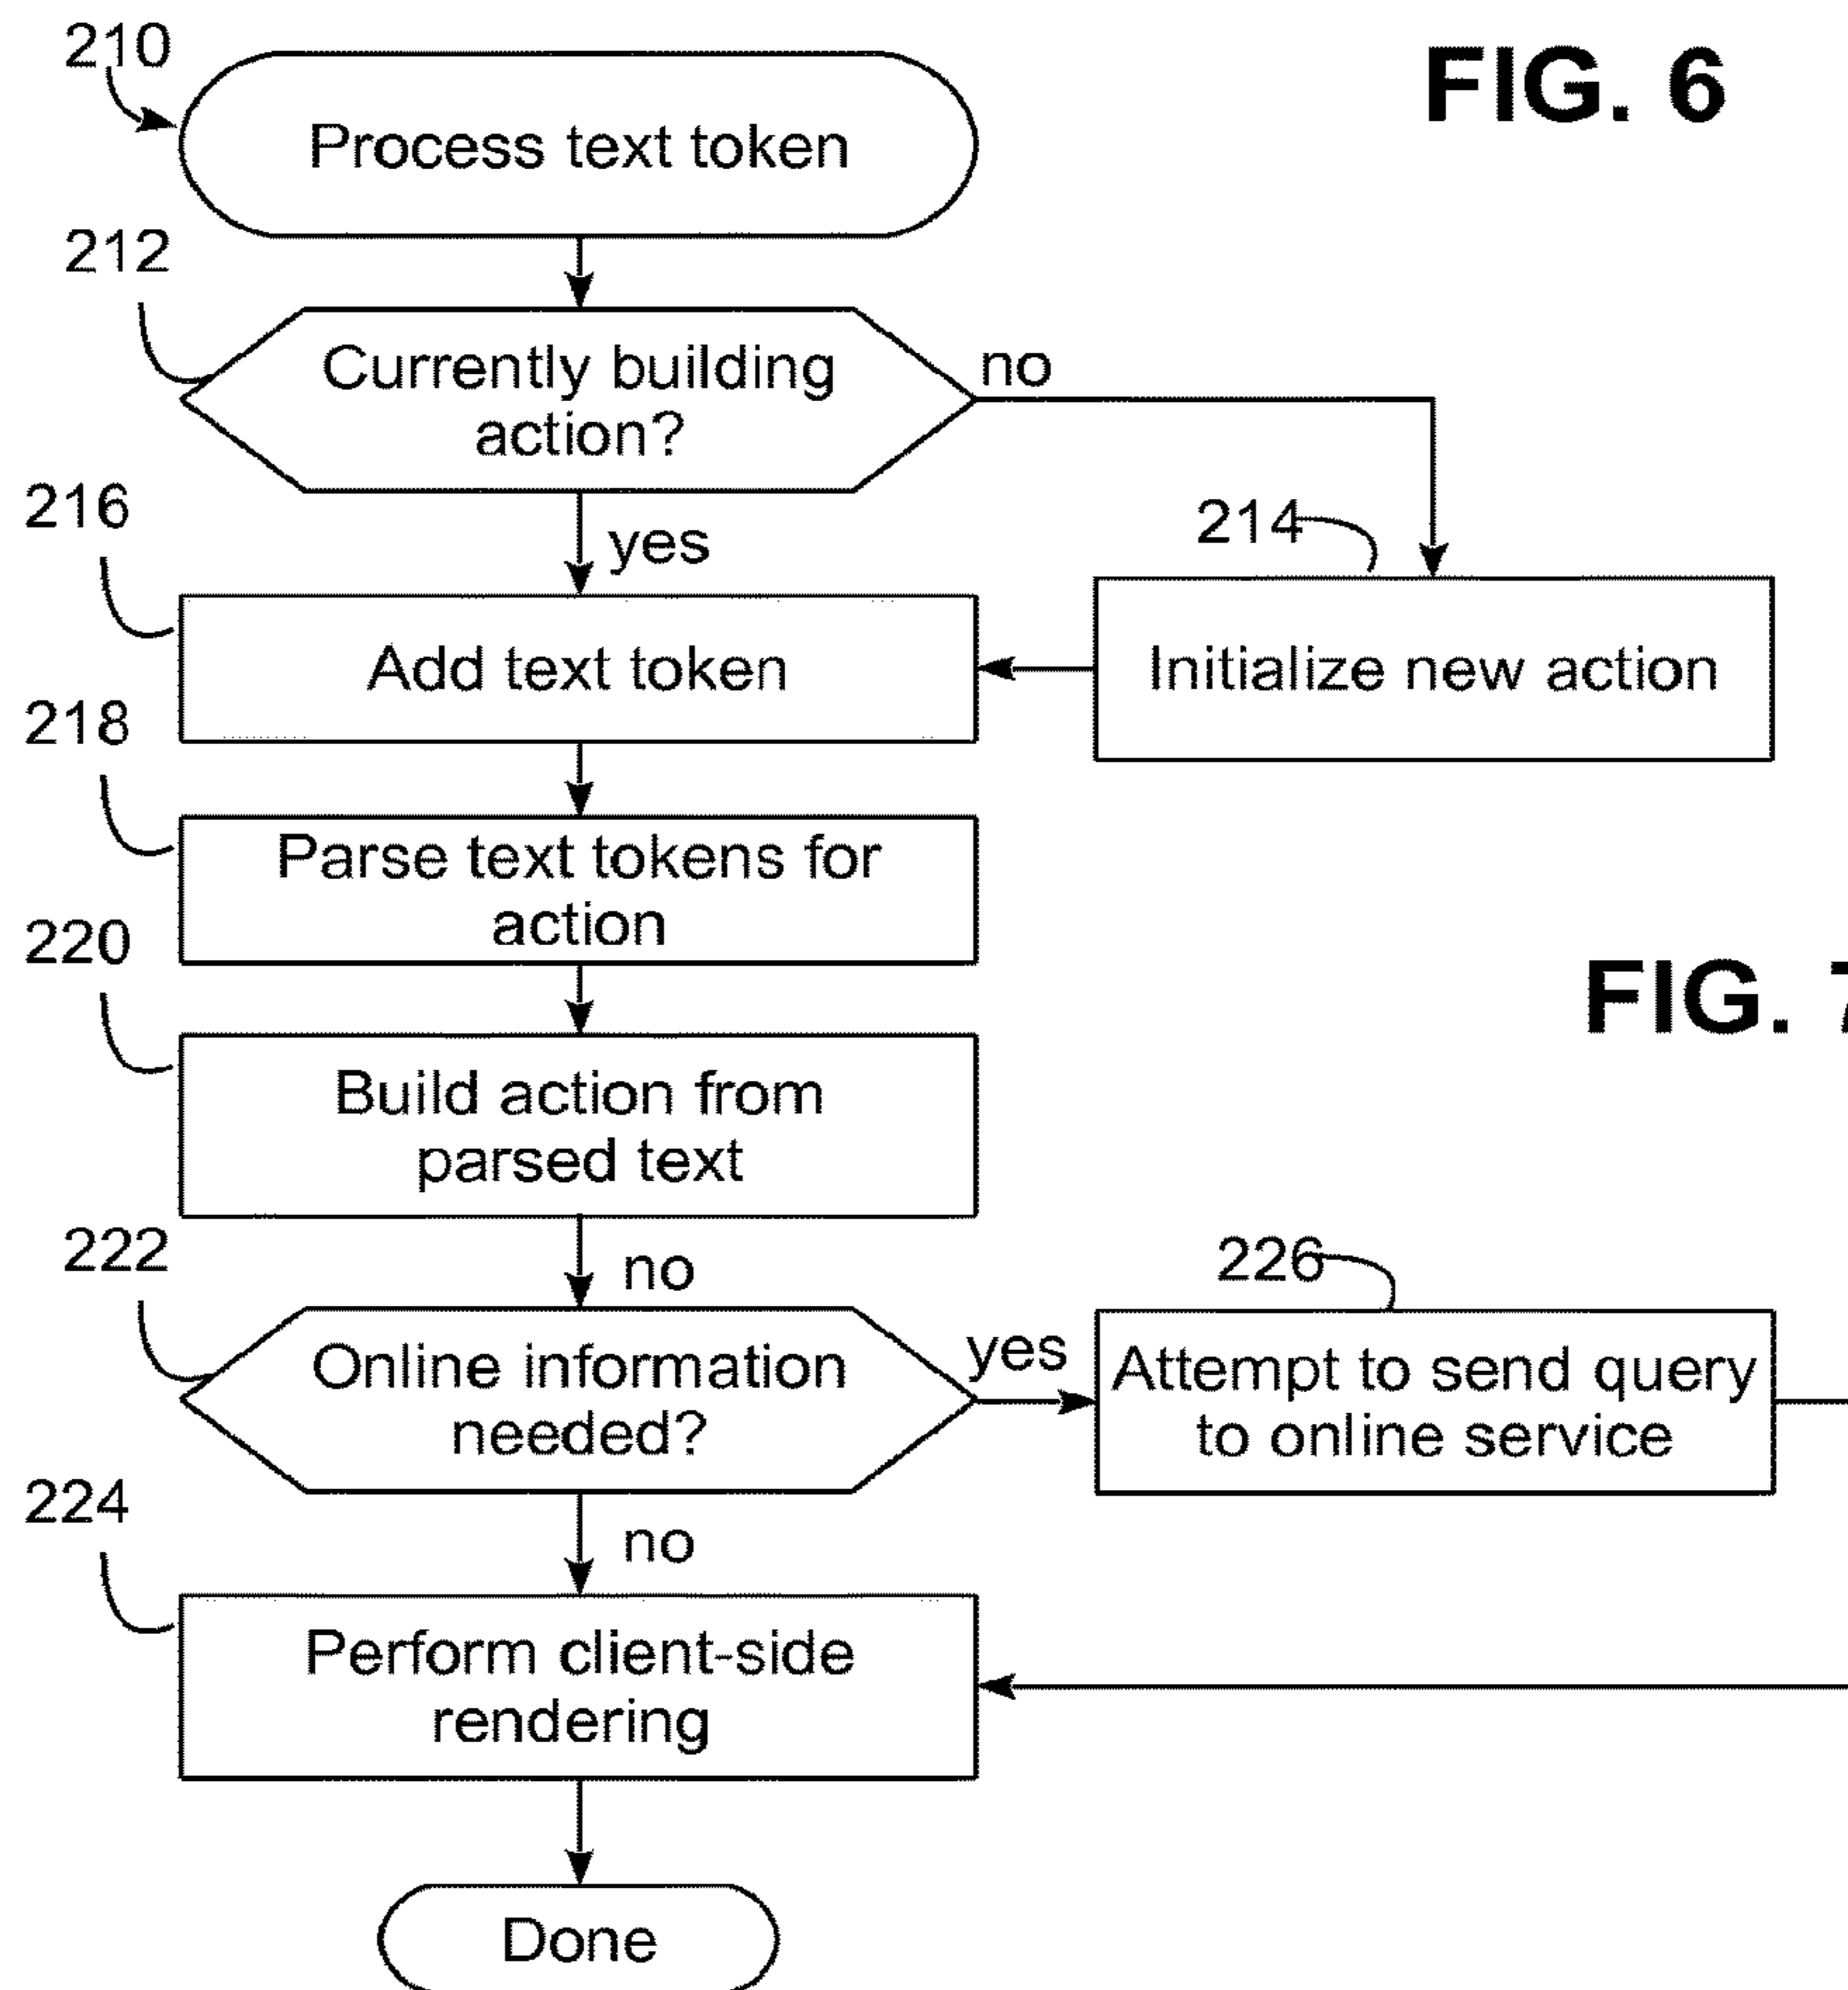 210
FIG. 6
Process text token
212
Currently building
action?
no
216
yes
214
Add text token
Initialize new action
218
Parse text tokens for
action
220
FIG. 7
Build action from
parsed text
222
no
226
Online information
needed?
yes
Attempt to send query
to online service
224
no
Perform client-side
rendering
Done